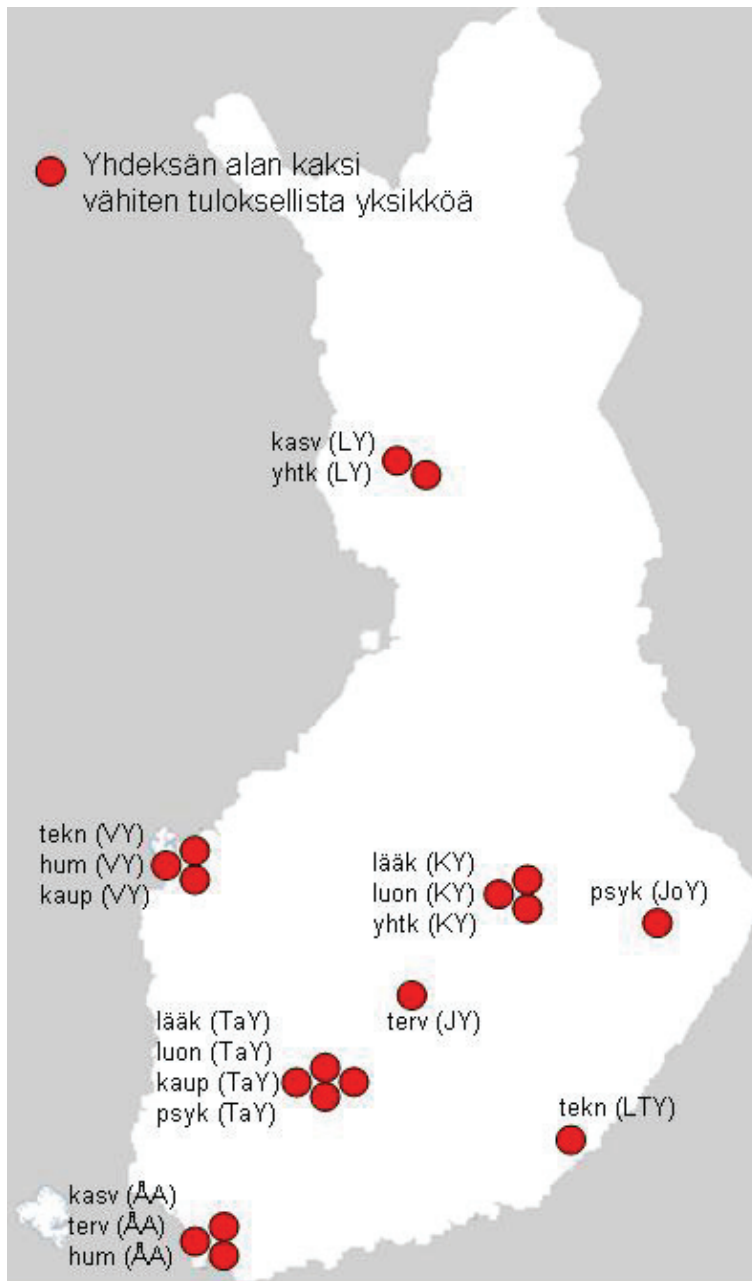 Yhdeksän alan kaksi
vähiten tuloksellista yksikköä
kasv (LY)
yhtk (LY)
tekn (VY)
hum (VY)
kaup (VY)
lääk (KY)
luon (KY)
yhtk (KY)
psyk (JoY)
terv (JY)
lääk (TaY)
luon (TaY)
kaup (TaY)
psyk (TaY)
tekn (LTY)
kasv (ÅA)
terv (ÅA)
hum (ÅA)